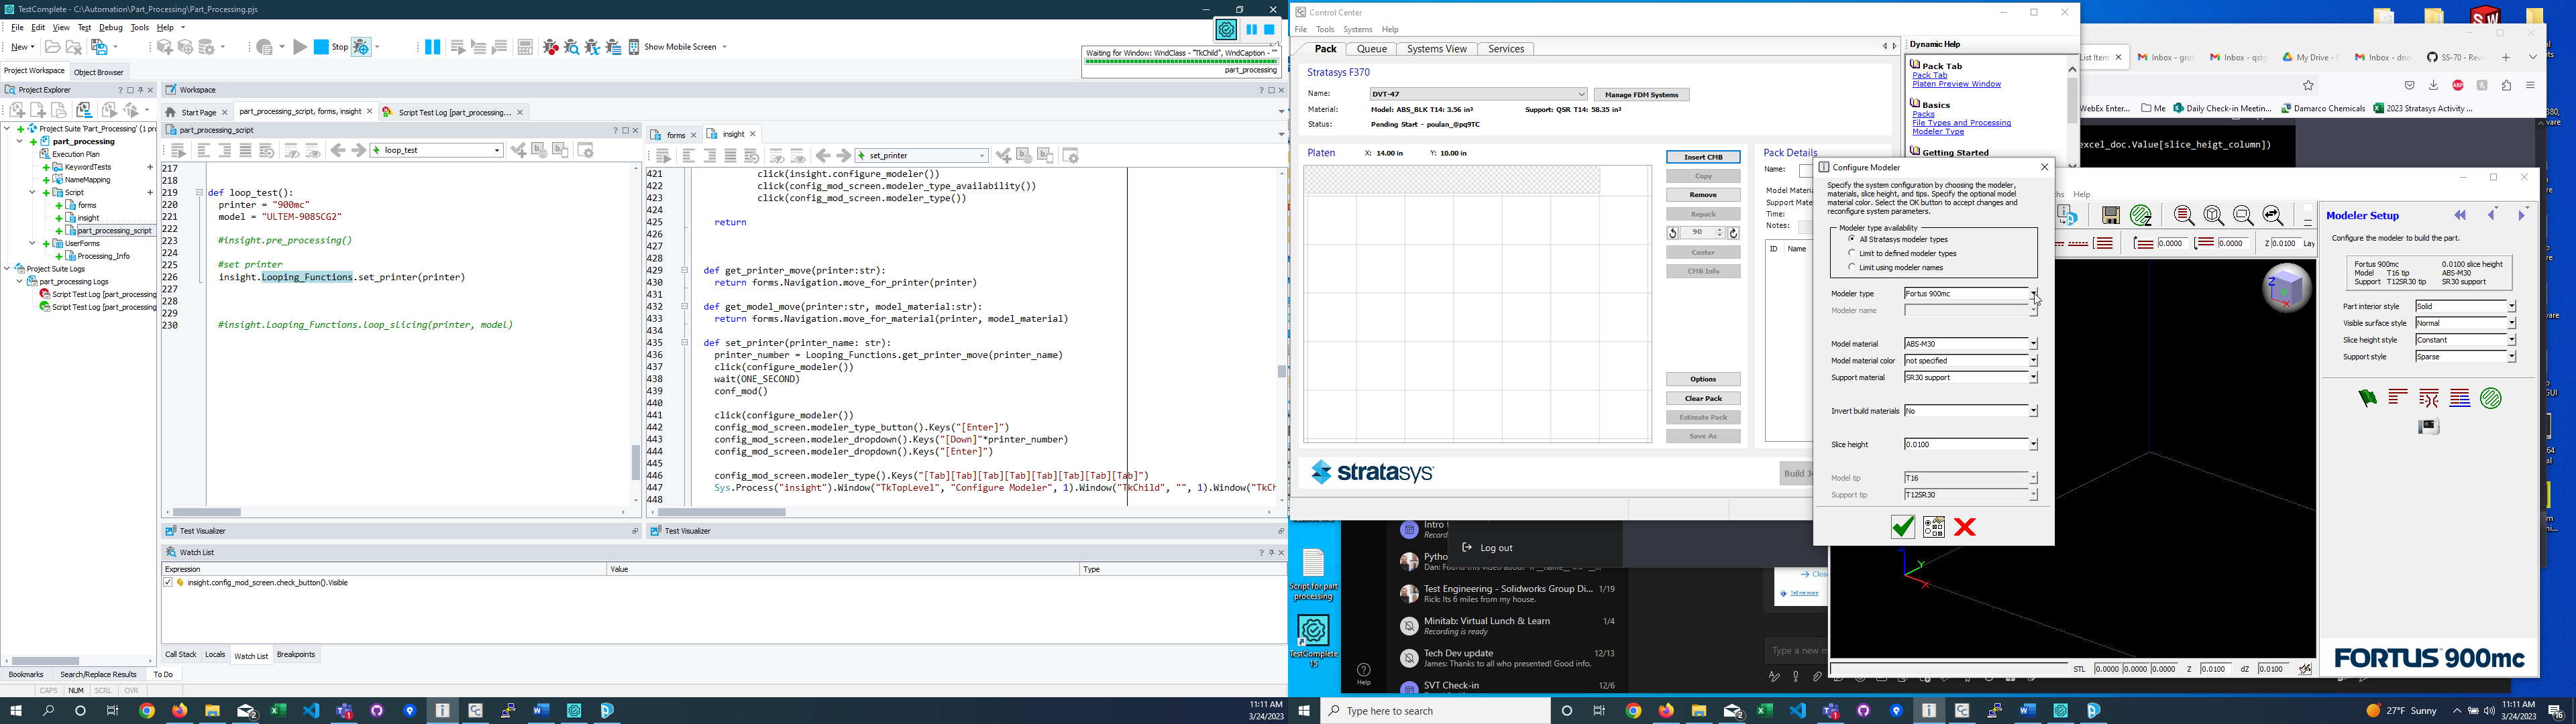 TestComplete - C:\Automation\Part_Processing\Part_Processing.pjs
File Edit View Test Debug Tools Help
New Stop Show Mobile Screen
Waiting for Window: WndClass - "TkChild", WndCaption - ""
part_processing
Project Workspace Object Browser
Project Explorer
Project Suite 'Part_Processing' (1 pr
part_processing
Execution Plan
KeywordTests
NameMapping
Script
forms
insight
part_processing_script
UserForms
Processing_Info
Project Suite Logs
part_processing Logs
Script Test Log [part_processing
Script Test Log [part_processing
Bookmarks Search/Replace Results To Do
CAPS NUM SCRL OVR
Workspace
Start Page part_processing_script, forms, insight Script Test Log [part_processing...
part_processing_script
loop_test
217
218
219 def loop_test():
220 printer = "900mc"
221 model = "ULTEM-9085CG2"
222
223 #insight.pre_processing()
224
225 #set printer
226 insight.Looping_Functions.set_printer(printer)
227
228
229
230 #insight.Looping_Functions.loop_slicing(printer, model)
forms insight
set_printer
421 click(insight.configure_modeler())
422 click(config_mod_screen.modeler_type_availability())
423 click(config_mod_screen.modeler_type())
424
425 return
426
427
428
429 def get_printer_move(printer:str):
430 return forms.Navigation.move_for_printer(printer)
431
432 def get_model_move(printer:str, model_material:str):
433 return forms.Navigation.move_for_material(printer, model_material)
434
435 def set_printer(printer_name: str):
436 printer_number = Looping_Functions.get_printer_move(printer_name)
437 click(configure_modeler())
438 wait(ONE_SECOND)
439 conf_mod()
440
441 click(configure_modeler())
442 config_mod_screen.modeler_type_button().Keys("[Enter]")
443 config_mod_screen.modeler_dropdown().Keys("[Down]"*printer_number)
444 config_mod_screen.modeler_dropdown().Keys("[Enter]")
445
446 config_mod_screen.modeler_type().Keys("[Tab][Tab][Tab][Tab][Tab][Tab][Tab][Tab]")
447 Sys.Process("insight").Window("TkTopLevel", "Configure Modeler", 1).Window("TkChild", "", 1).Window("TkCh
448
Test Visualizer
Test Visualizer
Watch List
Expression Value Type
insight.config_mod_screen.check_button().Visible
Call Stack Locals Watch List Breakpoints
11:11 AM
3/24/2023
Control Center
File Tools Systems Help
Pack Queue Systems View Services
Stratasys F370
Name: DVT-47 Manage FDM Systems
Material: Model: ABS_BLK T14: 3.56 in³ Support: QSR T14: 58.35 in³
Status: Pending Start - poulan_@pq9TC
Platen X: 14.00 in Y: 10.00 in
Insert CMB
Copy
Remove
Repack
90
Center
CMB Info
Options
Clear Pack
Estimate Pack
Save As
Pack Details
Name:
Model Materia
Support Mate
Time:
Notes:
ID Name
stratasys
Build J
Dynamic Help
Pack Tab
Pack Tab
Platen Preview Window
Basics
Packs
File Types and Processing
Modeler Type
Getting Started
Configure Modeler
Specify the system configuration by choosing the modeler,
materials, slice height, and tips. Specify the optional model
material color. Select the OK button to accept changes and
reconfigure system parameters.
Modeler type availability
All Stratasys modeler types
Limit to defined modeler types
Limit using modeler names
Modeler type Fortus 900mc
Modeler name
Model material ABS-M30
Model material color not specified
Support material SR30 support
Invert build materials No
Slice height 0.0100
Model tip T16
Support tip T12SR30
List Item Inbox - gro Inbox - qst My Drive - Inbox - dnd SS-70 - Rev
WebEx Enter... Me Daily Check-in Meetin... Damarco Chemicals 2023 Stratasys Activity ...
excel_doc.Value[slice_heigt_column])
ths Help
0.0000 0.0000 Z 0.0100 Lay
Modeler Setup
Configure the modeler to build the part.
Fortus 900mc 0.0100 slice height
Model T16 tip ABS-M30
Support T12SR30 tip SR30 support
Part interior style Solid
Visible surface style Normal
Slice height style Constant
Support style Sparse
FORTUS 900mc
STL 0.0000 0.0000 0.0000 Z 0.0100 dZ 0.0100
Script for part
processing
TestComplete
15
Help
Intro t
Record
Log out
Pytho
Dan: Found this video about
Test Engineering - Solidworks Group Di... 1/19
Rick: Its 6 miles from my house.
Minitab: Virtual Lunch & Learn 1/4
Recording is ready
Tech Dev update 12/13
James: Thanks to all who presented! Good info.
SVT Check-in 12/6
Clos
Tell me more
Type a new m
Type here to search
27°F Sunny
11:11 AM
3/24/2023